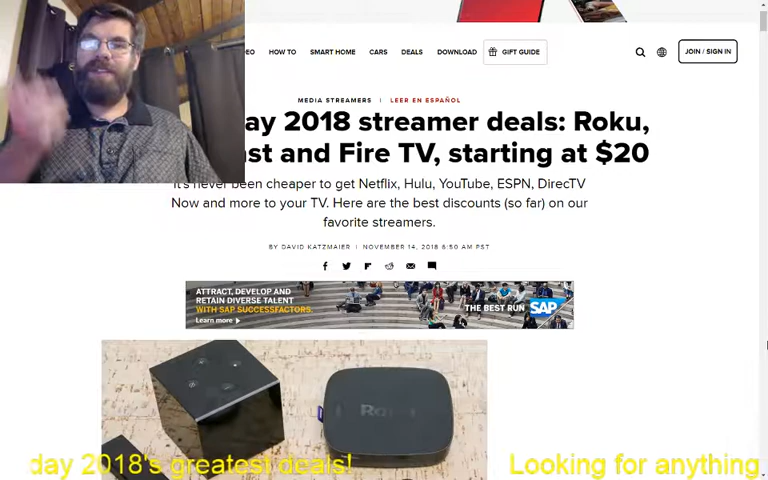 EO HOW TO SMART HOME CARS DEALS DOWNLOAD GIFT GUIDE JOIN / SIGN IN
MEDIA STREAMERS | LEER EN ESPAÑOL
ay 2018 streamer deals: Roku,
st and Fire TV, starting at $20
It's never been cheaper to get Netflix, Hulu, YouTube, ESPN, DirecTV
Now and more to your TV. Here are the best discounts (so far) on our
favorite streamers.
BY DAVID KATZMAIER | NOVEMBER 14, 2018 6:50 AM PST
ATTRACT, DEVELOP AND
RETAIN DIVERSE TALENT
WITH SAP SUCCESSFACTORS.
Learn more
THE BEST RUN SAP
Roku
day 2018's greatest deals! Looking for anything